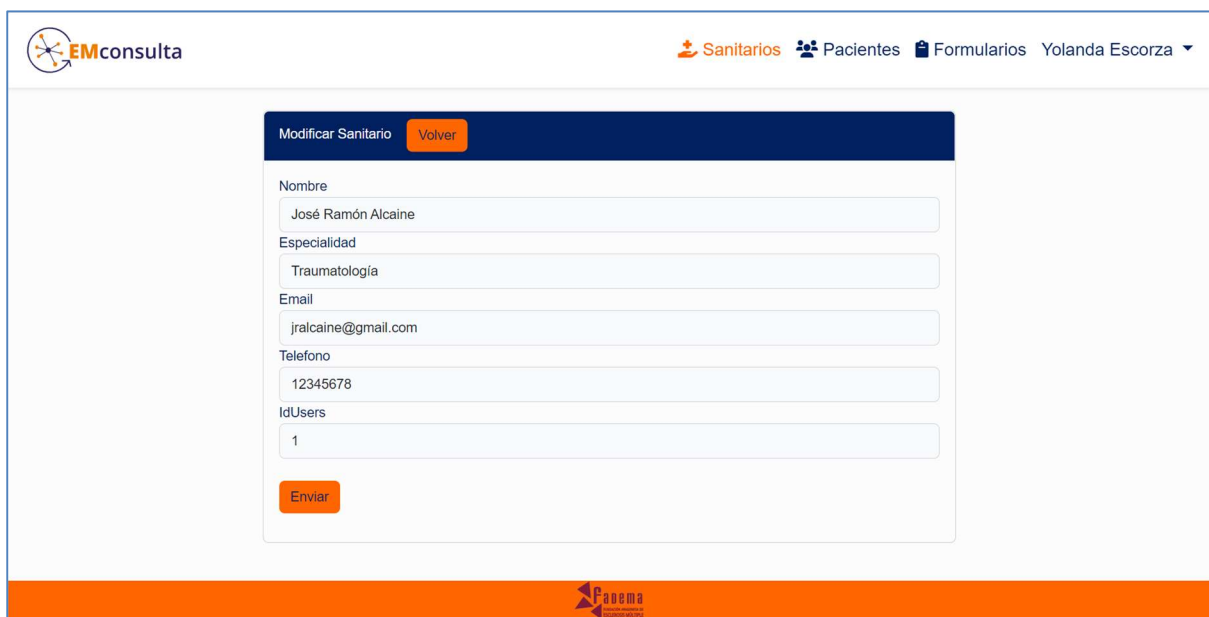 EMconsulta
Sanitarios Pacientes Formularios Yolanda Escorza
Modificar Sanitario Volver
Nombre
José Ramón Alcaine
Especialidad
Traumatología
Email
jralcaine@gmail.com
Telefono
12345678
IdUsers
1
Enviar
Fadema